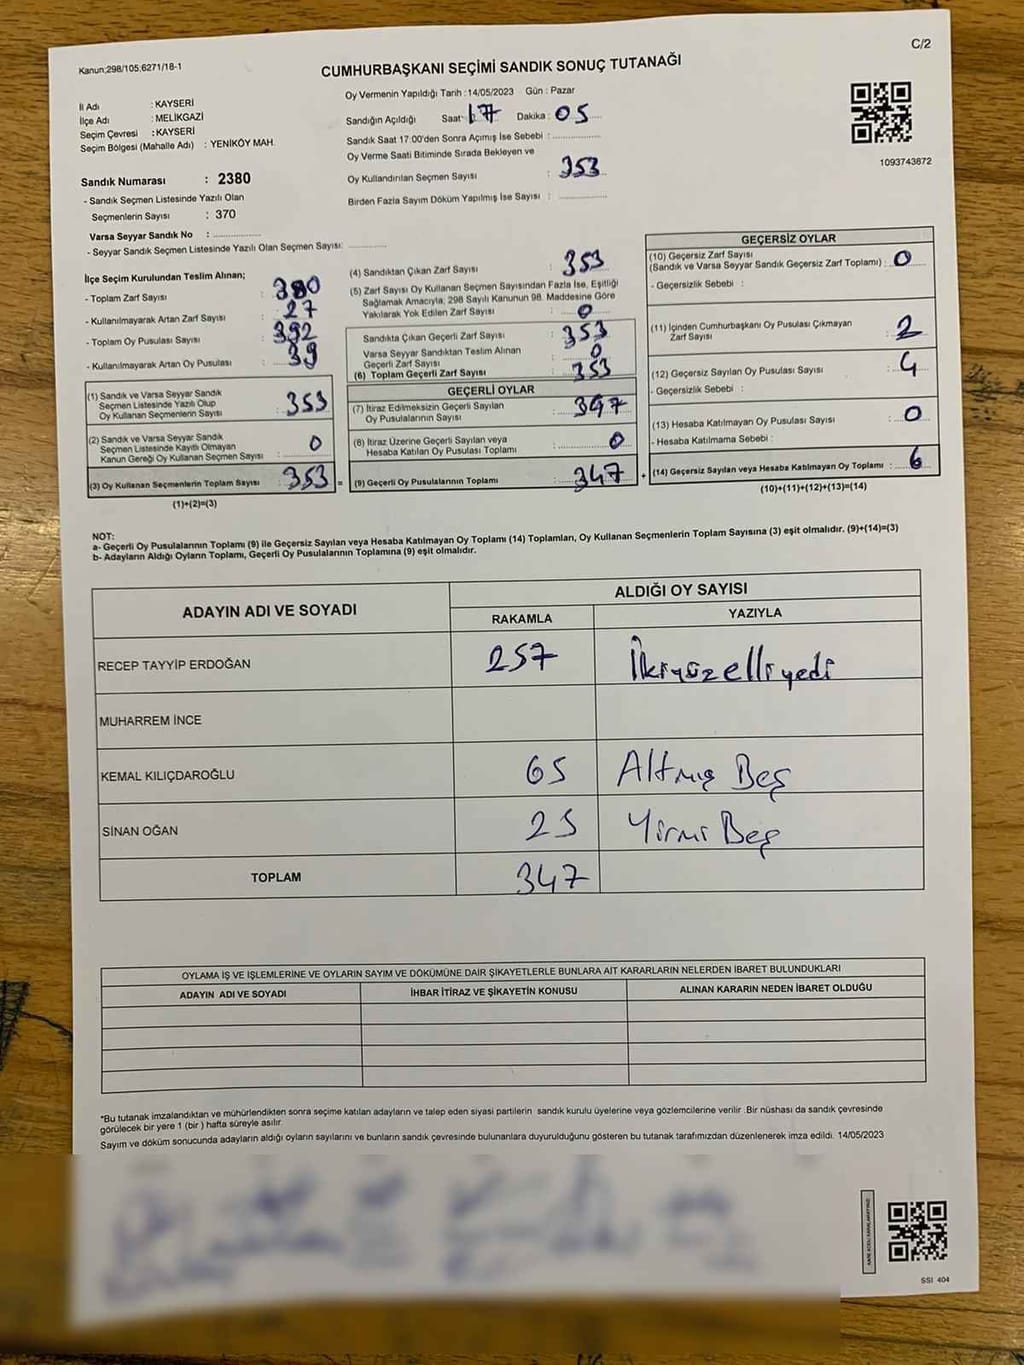 C/2
Kanun:298/105;6271/18-1
CUMHURBAŞKANI SEÇİMİ SANDIK SONUÇ TUTANAĞI
İl Adı : KAYSERİ
İlçe Adı : MELİKGAZİ
Seçim Çevresi : KAYSERİ
Seçim Bölgesi (Mahalle Adı) : YENİKÖY MAH.
Sandık Numarası : 2380
- Sandık Seçmen Listesinde Yazılı Olan
Seçmenlerin Sayısı : 370
Varsa Seyyar Sandık No : ...............
- Seyyar Sandık Seçmen Listesinde Yazılı Olan Seçmen Sayısı: ............
Oy Vermenin Yapıldığı Tarih : 14/05/2023 Gün : Pazar
Sandığın Açıldığı Saat 17 Dakika : 05
Sandık Saat 17:00'den Sonra Açımış İse Sebebi : ...............
Oy Verme Saati Bitiminde Sırada Bekleyen ve
Oy Kullandırılan Seçmen Sayısı : 353
Birden Fazla Sayım Döküm Yapılmış İse Sayısı : ...............
1093743872
İlçe Seçim Kurulundan Teslim Alınan;
- Toplam Zarf Sayısı : 380
- Kullanılmayarak Artan Zarf Sayısı : 27
- Toplam Oy Pusulası Sayısı : 392
- Kullanılmayarak Artan Oy Pusulası : 39
(1) Sandık ve Varsa Seyyar Sandık
Seçmen Listesinde Yazılı Olup
Oy Kullanan Seçmenlerin Sayısı : 353
(2) Sandık ve Varsa Seyyar Sandık
Seçmen Listesinde Kayıtlı Olmayan
Kanun Gereği Oy Kullanan Seçmen Sayısı : 0
(3) Oy Kullanan Seçmenlerin Toplam Sayısı : 353 =
(1)+(2)=(3)
(4) Sandıktan Çıkan Zarf Sayısı : 353
(5) Zarf Sayısı Oy Kullanan Seçmen Sayısından Fazla İse, Eşitliği
Sağlamak Amacıyla, 298 Sayılı Kanunun 98. Maddesine Göre
Yakılarak Yok Edilen Zarf Sayısı : 0
Sandıkta Çıkan Geçerli Zarf Sayısı : 353
Varsa Seyyar Sandıktan Teslim Alınan
Geçerli Zarf Sayısı : 0
(6) Toplam Geçerli Zarf Sayısı : 353
GEÇERLİ OYLAR
(7) İtiraz Edilmeksizin Geçerli Sayılan
Oy Pusulalarının Sayısı : 347
(8) İtiraz Üzerine Geçerli Sayılan veya
Hesaba Katılan Oy Pusulası Toplamı : 0
(9) Geçerli Oy Pusulalarının Toplamı : 347 +
GEÇERSİZ OYLAR
(10) Geçersiz Zarf Sayısı
(Sandık ve Varsa Seyyar Sandık Geçersiz Zarf Toplamı) : 0
- Geçersizlik Sebebi :
(11) İçinden Cumhurbaşkanı Oy Pusulası Çıkmayan
Zarf Sayısı : 2
(12) Geçersiz Sayılan Oy Pusulası Sayısı : 4
- Geçersizlik Sebebi :
(13) Hesaba Katılmayan Oy Pusulası Sayısı : 0
- Hesaba Katılmama Sebebi :
(14) Geçersiz Sayılan veya Hesaba Katılmayan Oy Toplamı : 6
(10)+(11)+(12)+(13)=(14)
NOT:
a- Geçerli Oy Pusulalarının Toplamı (9) ile Geçersiz Sayılan veya Hesaba Katılmayan Oy Toplamı (14) Toplamları, Oy Kullanan Seçmenlerin Toplam Sayısına (3) eşit olmalıdır. (9)+(14)=(3)
b- Adayların Aldığı Oyların Toplamı, Geçerli Oy Pusulalarının Toplamına (9) eşit olmalıdır.
ADAYIN ADI VE SOYADI ALDIĞI OY SAYISI
RAKAMLA YAZIYLA
RECEP TAYYİP ERDOĞAN 257 İkiyüzelliyedi
MUHARREM İNCE
KEMAL KILIÇDAROĞLU 65 Altmış Beş
SİNAN OĞAN 25 Yirmi Beş
TOPLAM 347
OYLAMA İŞ VE İŞLEMLERİNE VE OYLARIN SAYIM VE DÖKÜMÜNE DAİR ŞİKAYETLERLE BUNLARA AİT KARARLARIN NELERDEN İBARET BULUNDUKLARI
ADAYIN ADI VE SOYADI İHBAR İTİRAZ VE ŞİKAYETİN KONUSU ALINAN KARARIN NEDEN İBARET OLDUĞU
*Bu tutanak imzalandıktan ve mühürlendikten sonra seçime katılan adayların ve talep eden siyasi partilerin sandık kurulu üyelerine veya gözlemcilerine verilir .Bir nüshası da sandık çevresinde
görülecek bir yere 1 (bir ) hafta süreyle asılır.
Sayım ve döküm sonucunda adayların aldığı oyların sayılarını ve bunların sandık çevresinde bulunanlara duyurulduğunu gösteren bu tutanak tarafımızdan düzenlenerek imza edildi. 14/05/2023
SSI 404